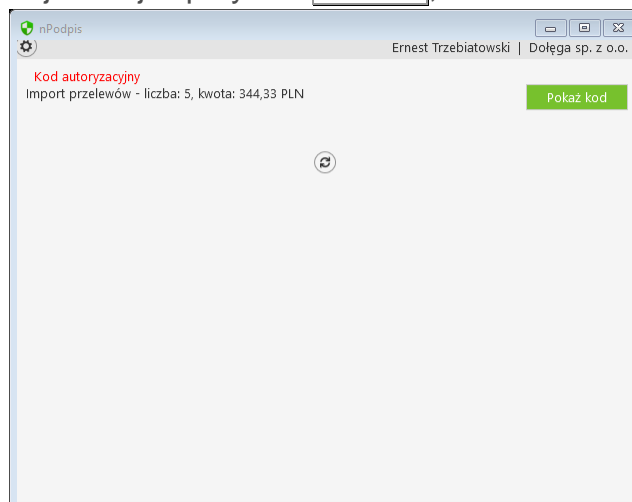 nPodpis
Ernest Trzebiatowski | Dołęga sp. z o.o.
Kod autoryzacyjny
Import przelewów - liczba: 5, kwota: 344,33 PLN
Pokaż kod